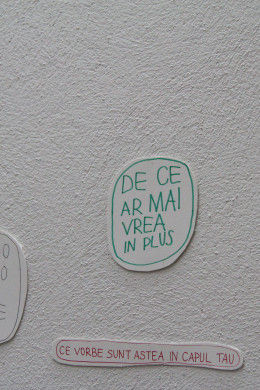 DE CE
AR MAI
VREA
IN PLUS
CE VORBE SUNT ASTEA IN CAPUL TAU